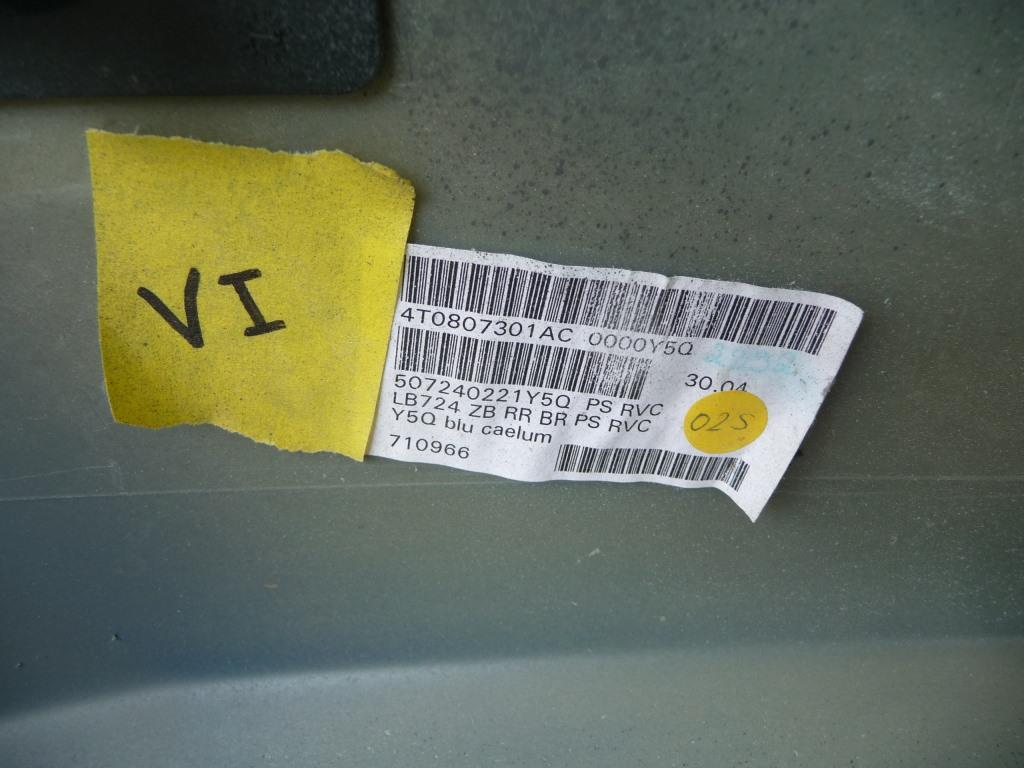 VI
4T0807301AC 0000Y5Q
30.04
507240221Y5Q PS RVC
LB724 ZB RR BR PS RVC
Y5Q blu caelum
02S
710966